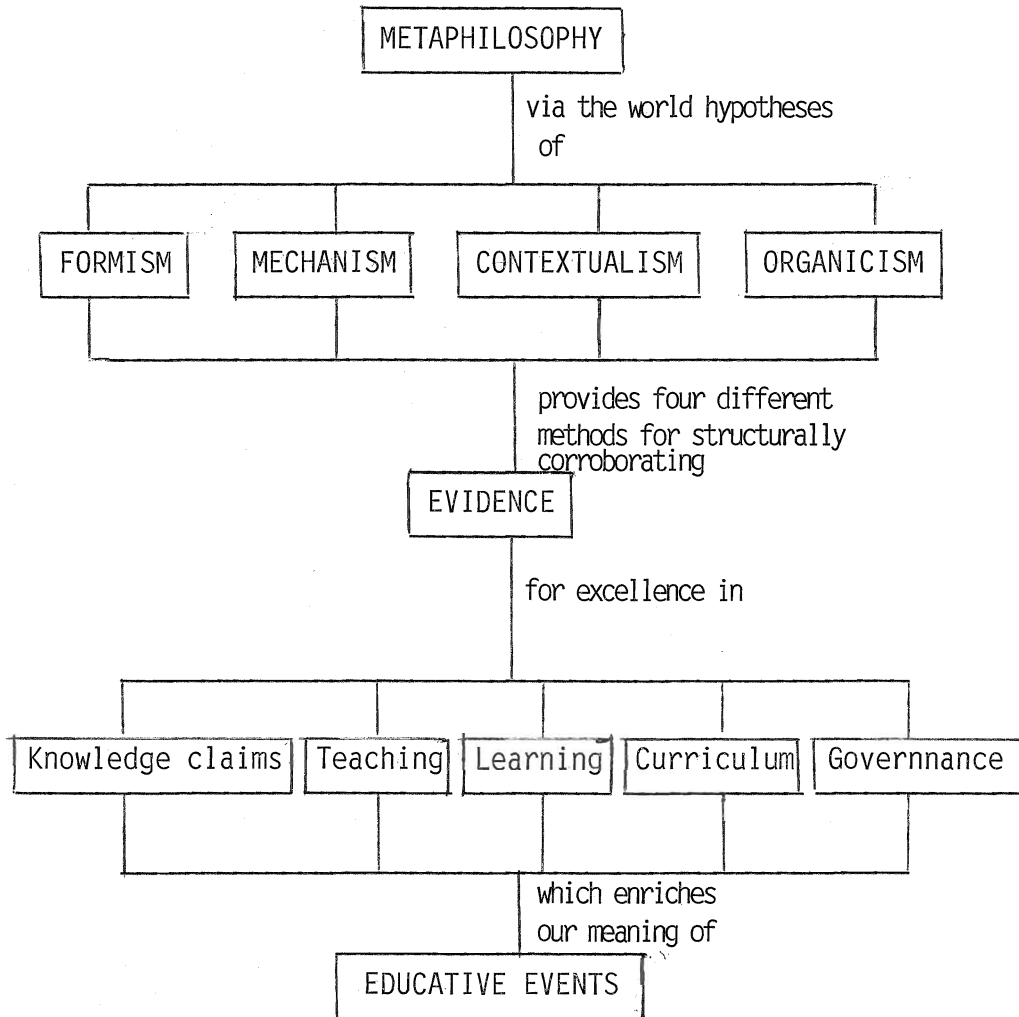 METAPHILOSOPHY
via the world hypotheses
of
FORMISM MECHANISM CONTEXTUALISM ORGANICISM
provides four different
methods for structurally
corroborating
EVIDENCE
for excellence in
Knowledge claims Teaching Learning Curriculum Governnance
which enriches
our meaning of
EDUCATIVE EVENTS